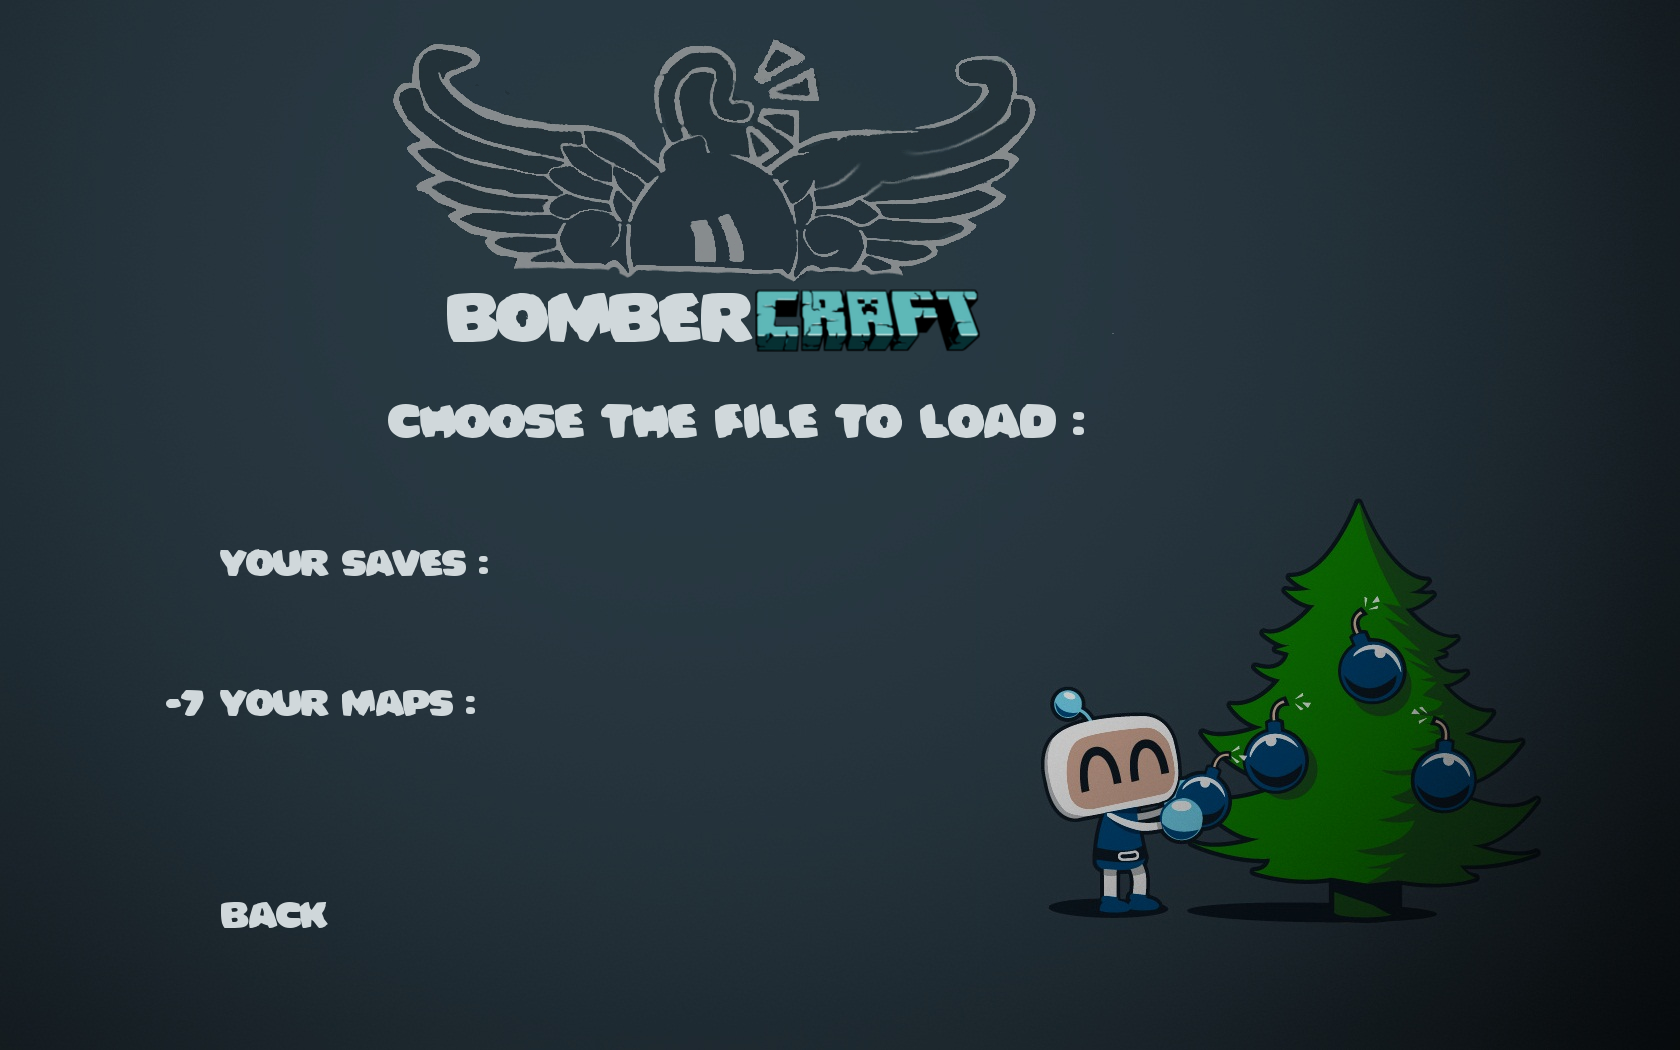 BOMBERCRAFT
CHOOSE THE FILE TO LOAD :
YOUR SAVES :
-7 YOUR MAPS :
BACK